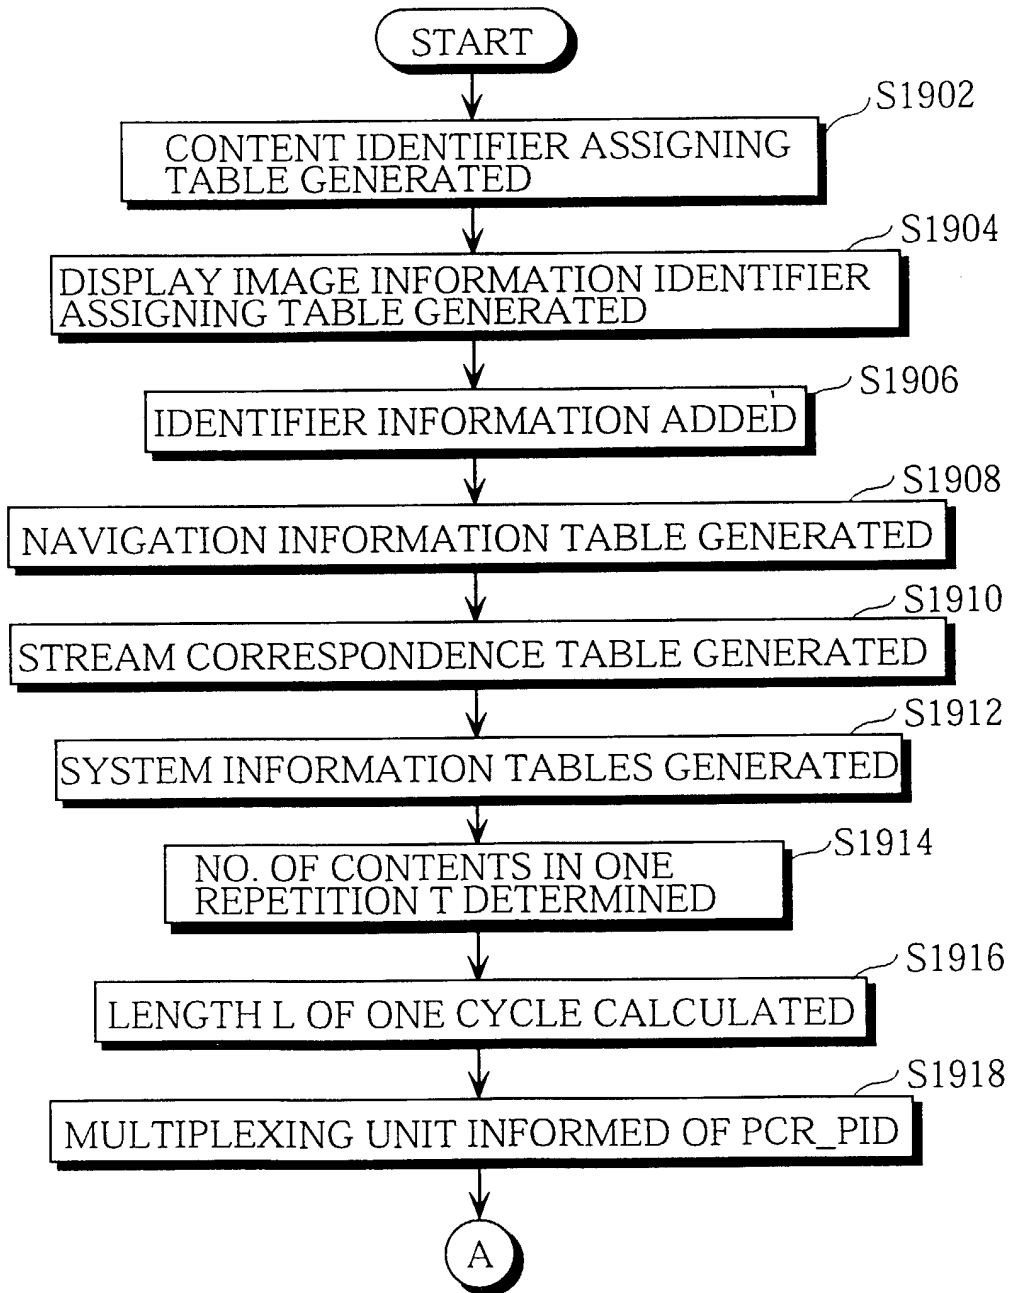 START
S1902
CONTENT IDENTIFIER ASSIGNING
TABLE GENERATED
S1904
DISPLAY IMAGE INFORMATION IDENTIFIER
ASSIGNING TABLE GENERATED
S1906
IDENTIFIER INFORMATION ADDED
S1908
NAVIGATION INFORMATION TABLE GENERATED
S1910
STREAM CORRESPONDENCE TABLE GENERATED
S1912
SYSTEM INFORMATION TABLES GENERATED
S1914
NO. OF CONTENTS IN ONE
REPETITION T DETERMINED
S1916
LENGTH L OF ONE CYCLE CALCULATED
S1918
MULTIPLEXING UNIT INFORMED OF PCR_PID
A